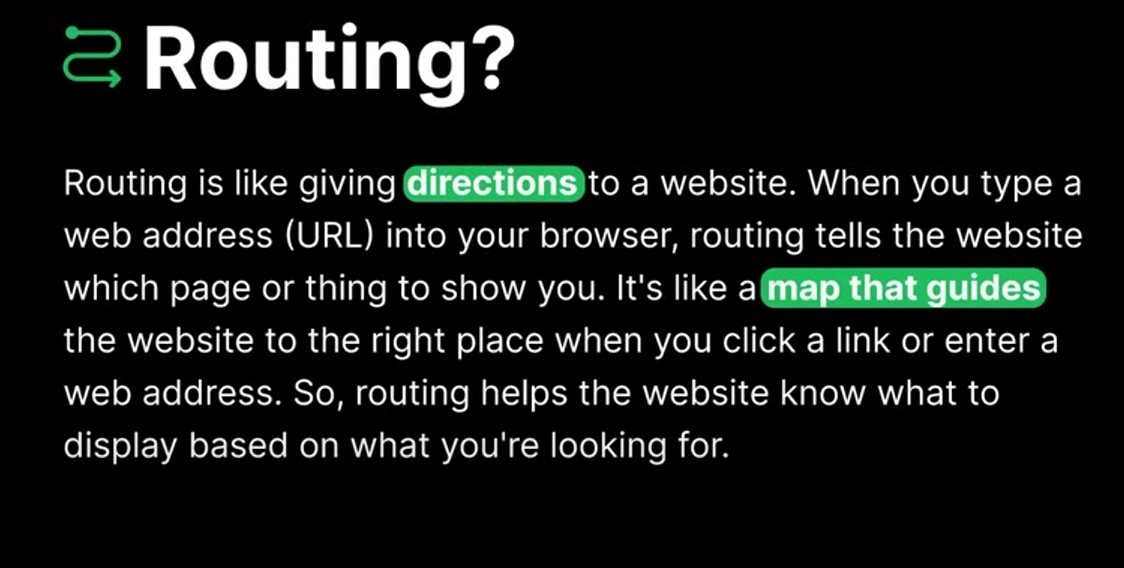 Routing?
Routing is like giving directions to a website. When you type a
web address (URL) into your browser, routing tells the website
which page or thing to show you. It's like a map that guides
the website to the right place when you click a link or enter a
web address. So, routing helps the website know what to
display based on what you're looking for.